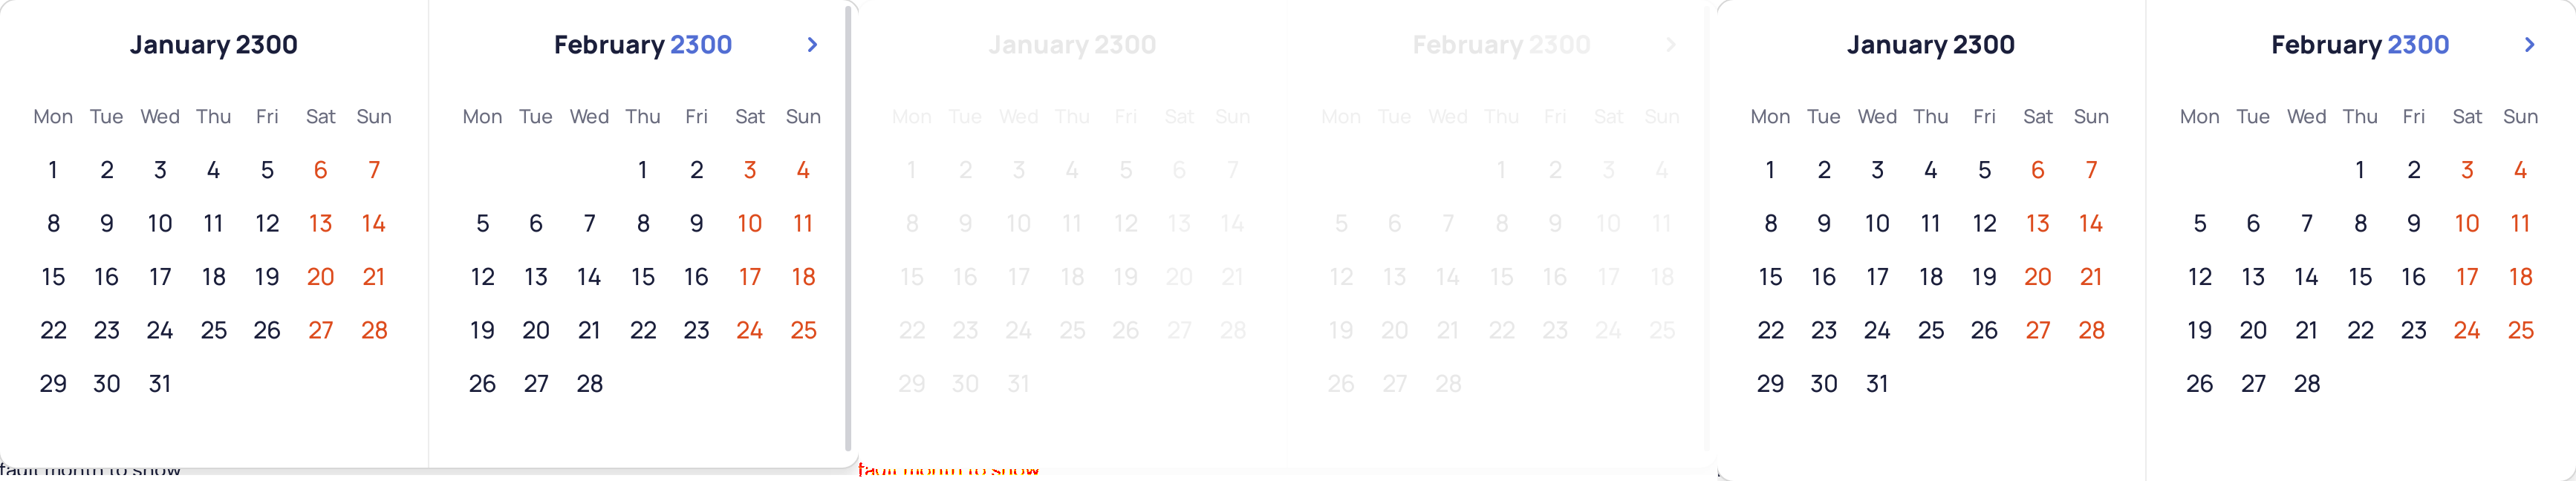 January 2300 February 2300 January 2300 February 2300 January 2300 February 2300
Mon Tue Wed Thu Fri Sat Sun Mon Tue Wed Thu Fri Sat Sun Mon Tue Wed Thu Fri Sat Sun Mon Tue Wed Thu Fri Sat Sun Mon Tue Wed Thu Fri Sat Sun Mon Tue Wed Thu Fri Sat Sun
1 2 3 4 5 6 7 1 2 3 4 1 2 3 4 5 6 7 1 2 3 4 1 2 3 4 5 6 7 1 2 3 4
8 9 10 11 12 13 14 5 6 7 8 9 10 11 8 9 10 11 12 13 14 5 6 7 8 9 10 11 8 9 10 11 12 13 14 5 6 7 8 9 10 11
15 16 17 18 19 20 21 12 13 14 15 16 17 18 15 16 17 18 19 20 21 12 13 14 15 16 17 18 15 16 17 18 19 20 21 12 13 14 15 16 17 18
22 23 24 25 26 27 28 19 20 21 22 23 24 25 22 23 24 25 26 27 28 19 20 21 22 23 24 25 22 23 24 25 26 27 28 19 20 21 22 23 24 25
29 30 31 26 27 28 29 30 31 26 27 28 29 30 31 26 27 28
fault month to show fault month to show